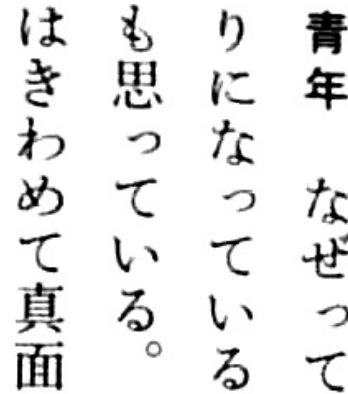 青年　なぜって
りになっている
も思っている。
はきわめて真面